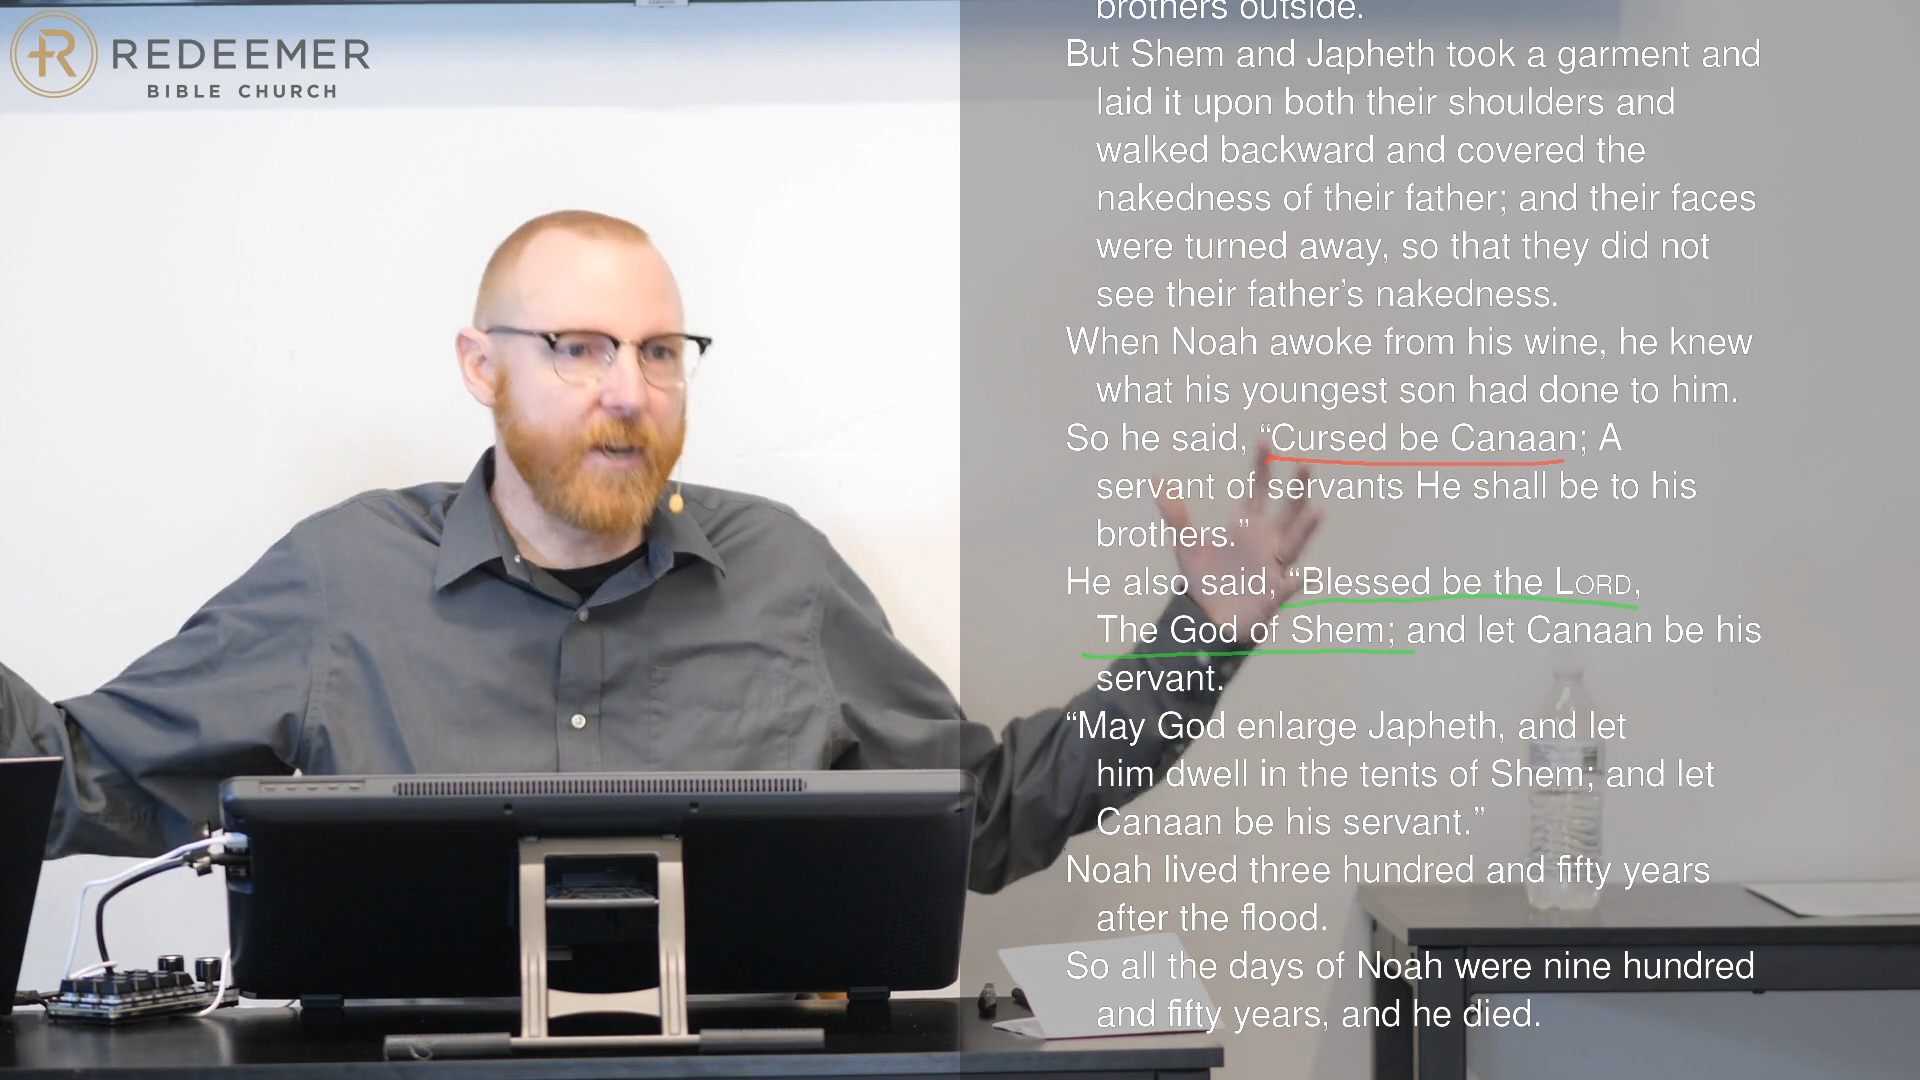 REDEEMER
BIBLE CHURCH
brothers outside.
But Shem and Japheth took a garment and
laid it upon both their shoulders and
walked backward and covered the
nakedness of their father; and their faces
were turned away, so that they did not
see their father’s nakedness.
When Noah awoke from his wine, he knew
what his youngest son had done to him.
So he said, “Cursed be Canaan; A
servant of servants He shall be to his
brothers.”
He also said, “Blessed be the LORD,
The God of Shem; and let Canaan be his
servant.
“May God enlarge Japheth, and let
him dwell in the tents of Shem; and let
Canaan be his servant.”
Noah lived three hundred and fifty years
after the flood.
So all the days of Noah were nine hundred
and fifty years, and he died.